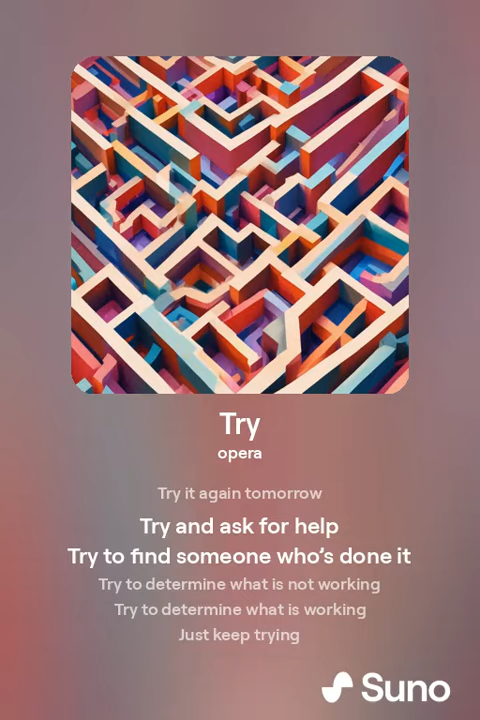 Try
opera
Try it again tomorrow
Try and ask for help
Try to find someone who's done it
Try to determine what is not working
Try to determine what is working
Just keep trying
Suno